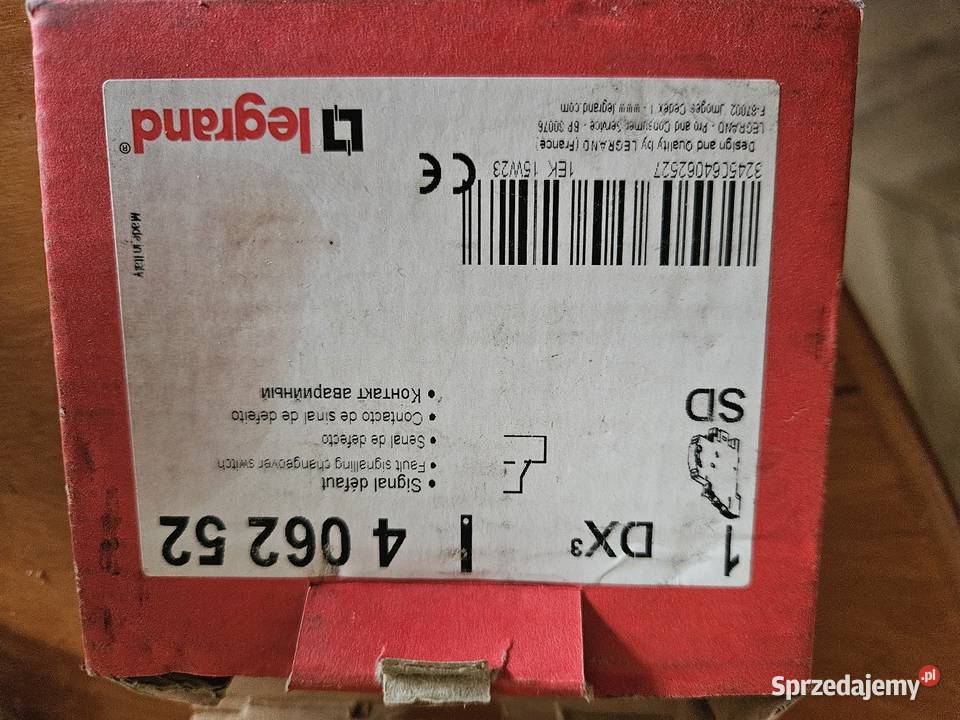 1
DX³
4 062 52
SD
• Signal défaut
• Fault signalling changeover switch
• Senal de defecto
• Contacto de sinal de defeito
• Контакт аварийный
3245064062527
1EK 15W23
CE
Design and Quality by LEGRAND (France)
LEGRAND - Pro and Consumer Service - BP 30076
F-87002 Limoges Cedex - www.legrand.com
legrand®
Made in Italy
Sprzedajemy.pl